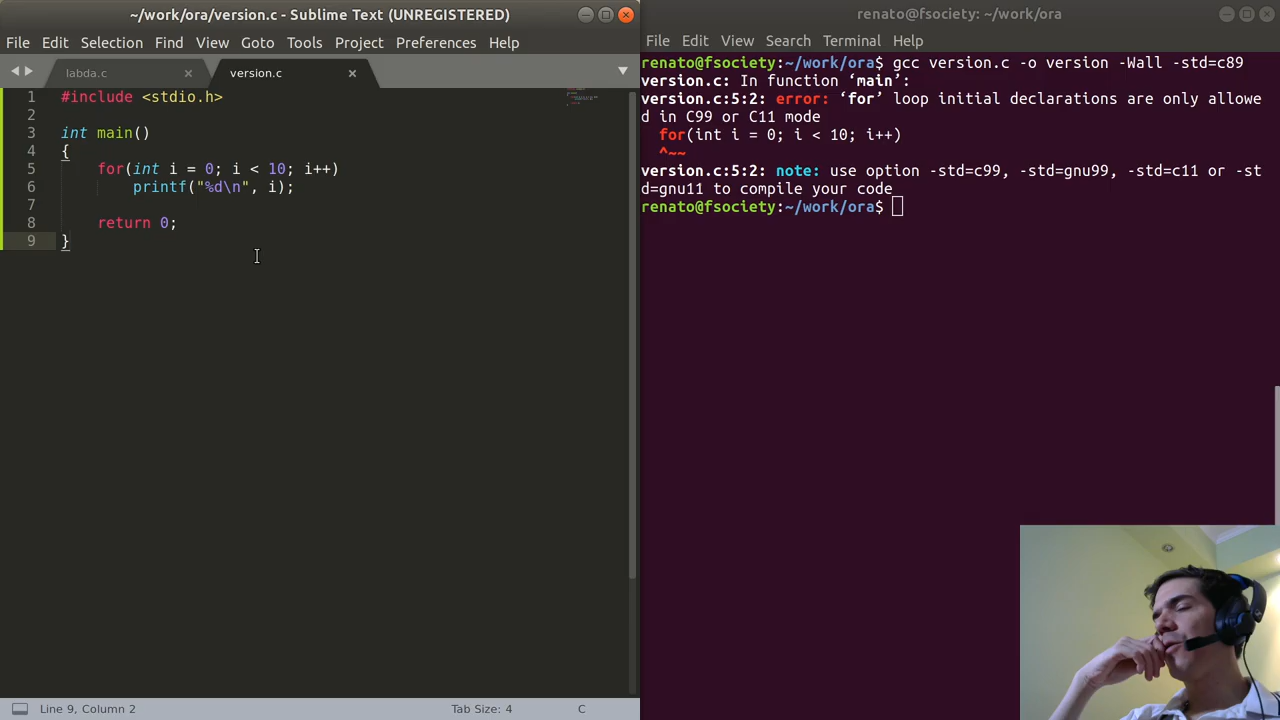 ~/work/ora/version.c - Sublime Text (UNREGISTERED)
File Edit Selection Find View Goto Tools Project Preferences Help
labda.c version.c
1 #include <stdio.h>
2
3 int main()
4 {
5 for(int i = 0; i < 10; i++)
6 printf("%d\n", i);
7
8 return 0;
9 }
Line 9, Column 2 Tab Size: 4 C
renato@fsociety: ~/work/ora
File Edit View Search Terminal Help
renato@fsociety:~/work/ora$ gcc version.c -o version -Wall -std=c89
version.c: In function ‘main’:
version.c:5:2: error: ‘for’ loop initial declarations are only allowe
d in C99 or C11 mode
for(int i = 0; i < 10; i++)
^~~
version.c:5:2: note: use option -std=c99, -std=gnu99, -std=c11 or -st
d=gnu11 to compile your code
renato@fsociety:~/work/ora$